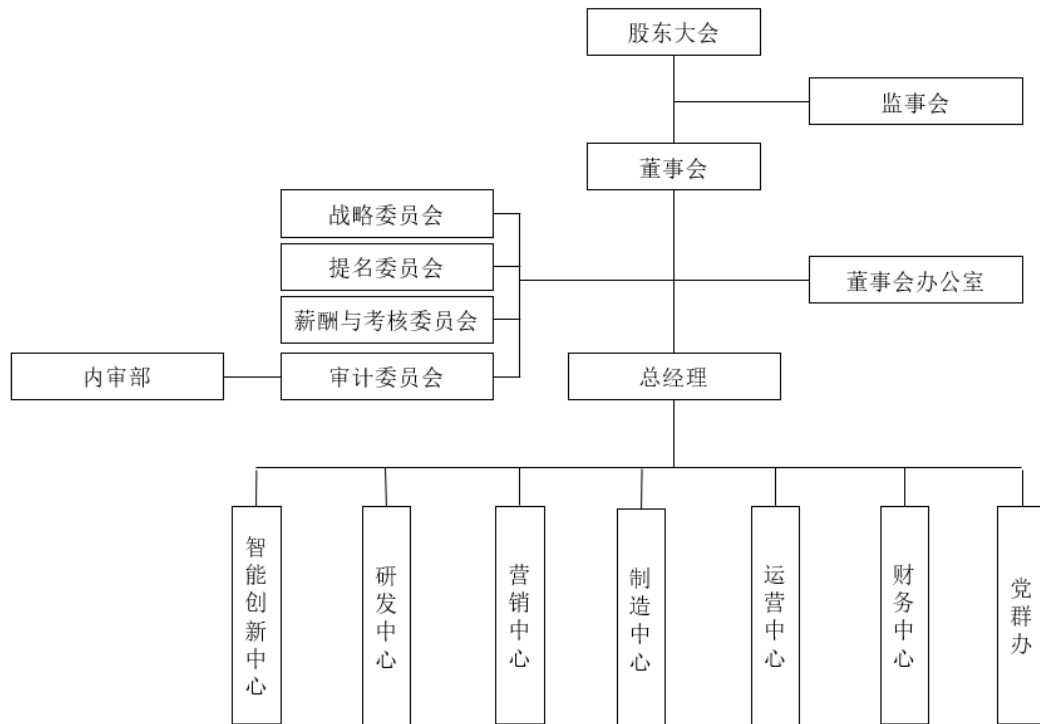 股东大会
监事会
董事会
战略委员会
提名委员会
董事会办公室
薪酬与考核委员会
内审部
审计委员会
总经理
智能创新中心
研发中心
营销中心
制造中心
运营中心
财务中心
党群办